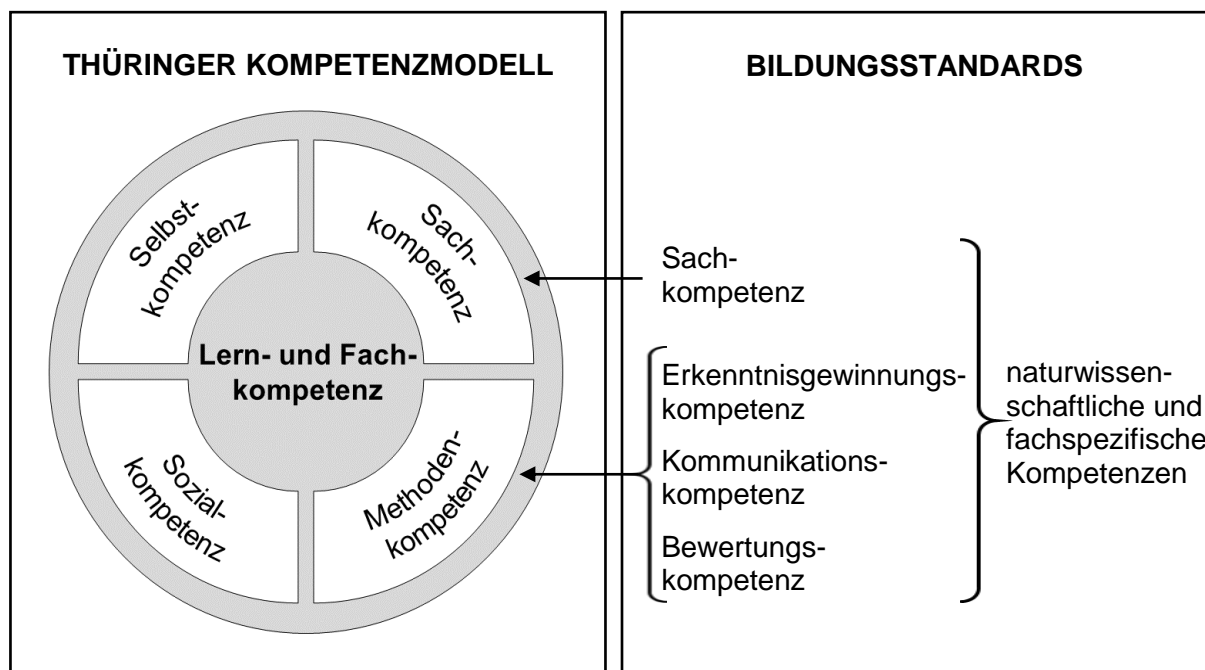 THÜRINGER KOMPETENZMODELL
Selbst-
kompetenz
Sach-
kompetenz
Lern- und Fach-
kompetenz
Sozial-
kompetenz
Methoden-
kompetenz
BILDUNGSSTANDARDS
Sach-
kompetenz
Erkenntnisgewinnungs-
kompetenz
Kommunikations-
kompetenz
Bewertungs-
kompetenz
naturwissen-
schaftliche und
fachspezifische
Kompetenzen